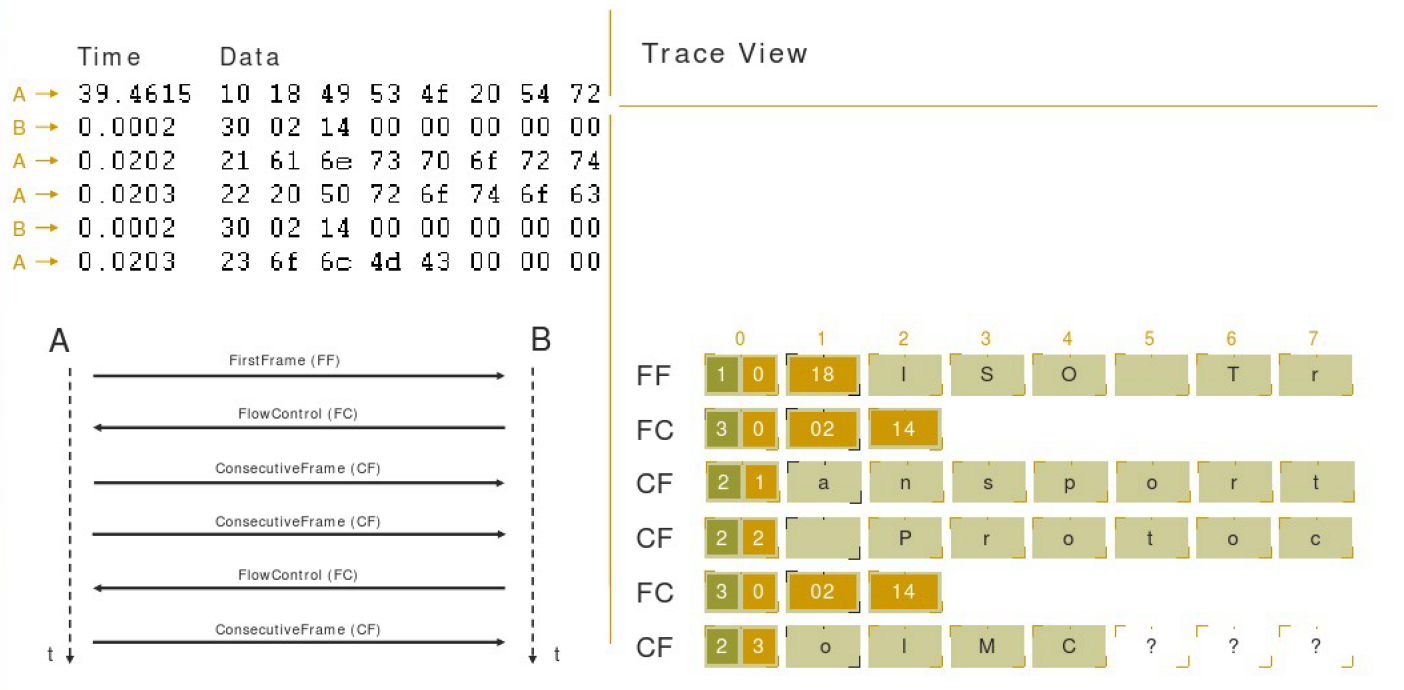 Trace View
Time Data
A → 39.4615 10 18 49 53 4f 20 54 72
B → 0.0002 30 02 14 00 00 00 00 00
A → 0.0202 21 61 6e 73 70 6f 72 74
A → 0.0203 22 20 50 72 6f 74 6f 63
B → 0.0002 30 02 14 00 00 00 00 00
A → 0.0203 23 6f 6c 4d 43 00 00 00
A B
FirstFrame (FF)
FlowControl (FC)
ConsecutiveFrame (CF)
ConsecutiveFrame (CF)
FlowControl (FC)
ConsecutiveFrame (CF)
t t
0 1 2 3 4 5 6 7
FF 1 0 18 I S O T r
FC 3 0 02 14
CF 2 1 a n s p o r t
CF 2 2 P r o t o c
FC 3 0 02 14
CF 2 3 o l M C ? ? ?